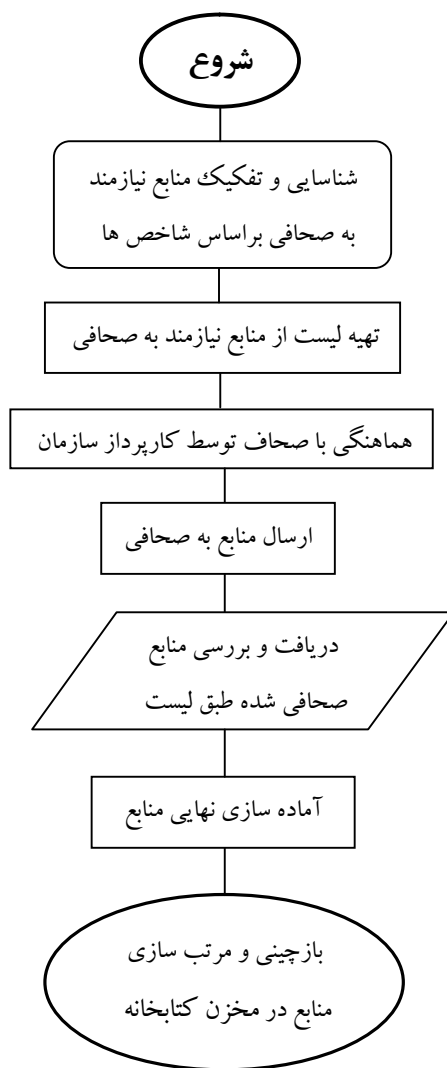 شروع
شناسایی و تفکیك منابع نیازمند
به صحافی براساس شاخص ها
تهیه لیست از منابع نیازمند به صحافی
هماهنگی با صحاف توسط کارپرداز سازمان
ارسال منابع به صحافی
دریافت و بررسی منابع
صحافی شده طبق لیست
آماده سازی نهایی منابع
بازچینی و مرتب سازی
منابع در مخزن کتابخانه